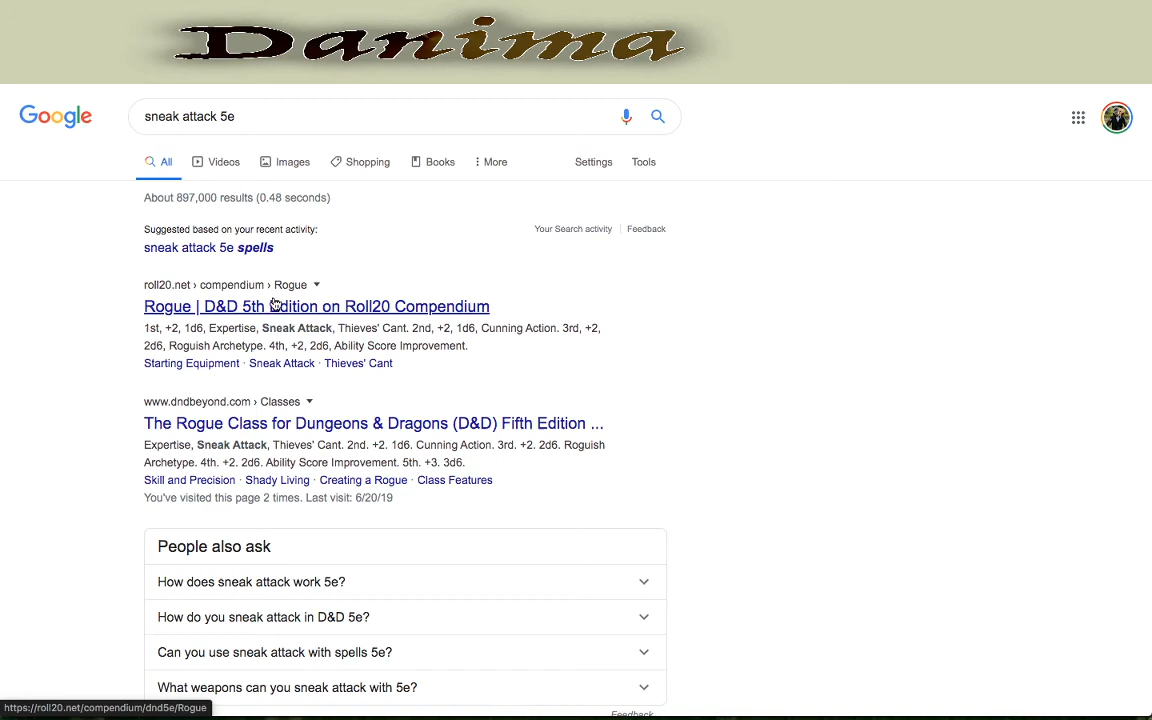 Danima
Google
sneak attack 5e
All Videos Images Shopping Books More Settings Tools
About 897,000 results (0.48 seconds)
Suggested based on your recent activity: Your Search activity Feedback
sneak attack 5e spells
roll20.net › compendium › Rogue
Rogue | D&D 5th Edition on Roll20 Compendium
1st, +2, 1d6, Expertise, Sneak Attack, Thieves' Cant. 2nd, +2, 1d6, Cunning Action. 3rd, +2,
2d6, Roguish Archetype. 4th, +2, 2d6, Ability Score Improvement.
Starting Equipment · Sneak Attack · Thieves' Cant
www.dndbeyond.com › Classes
The Rogue Class for Dungeons & Dragons (D&D) Fifth Edition ...
Expertise, Sneak Attack, Thieves' Cant. 2nd. +2. 1d6. Cunning Action. 3rd. +2. 2d6. Roguish
Archetype. 4th. +2. 2d6. Ability Score Improvement. 5th. +3. 3d6.
Skill and Precision · Shady Living · Creating a Rogue · Class Features
You've visited this page 2 times. Last visit: 6/20/19
People also ask
How does sneak attack work 5e?
How do you sneak attack in D&D 5e?
Can you use sneak attack with spells 5e?
What weapons can you sneak attack with 5e?
Feedback
https://roll20.net/compendium/dnd5e/Rogue